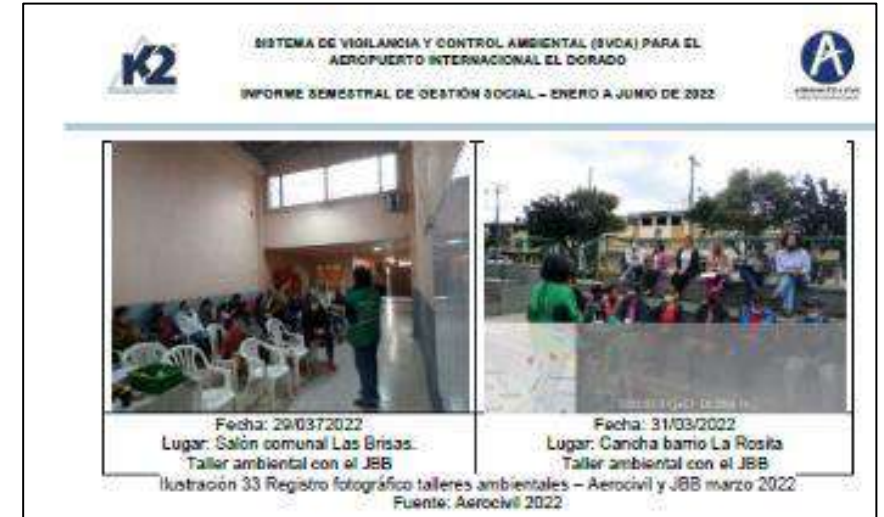 K2
SISTEMA DE VIGILANCIA Y CONTROL AMBIENTAL (SVCA) PARA EL
AEROPUERTO INTERNACIONAL EL DORADO
INFORME SEMESTRAL DE GESTIÓN SOCIAL – ENERO A JUNIO DE 2022
Fecha: 29/0372022
Lugar: Salón comunal Las Brisas.
Taller ambiental con el JBB
Fecha: 31/03/2022
Lugar: Cancha barrio La Rosita
Taller ambiental con el JBB
Ilustración 33 Registro fotográfico talleres ambientales – Aerocivil y JBB marzo 2022
Fuente: Aerocivil 2022